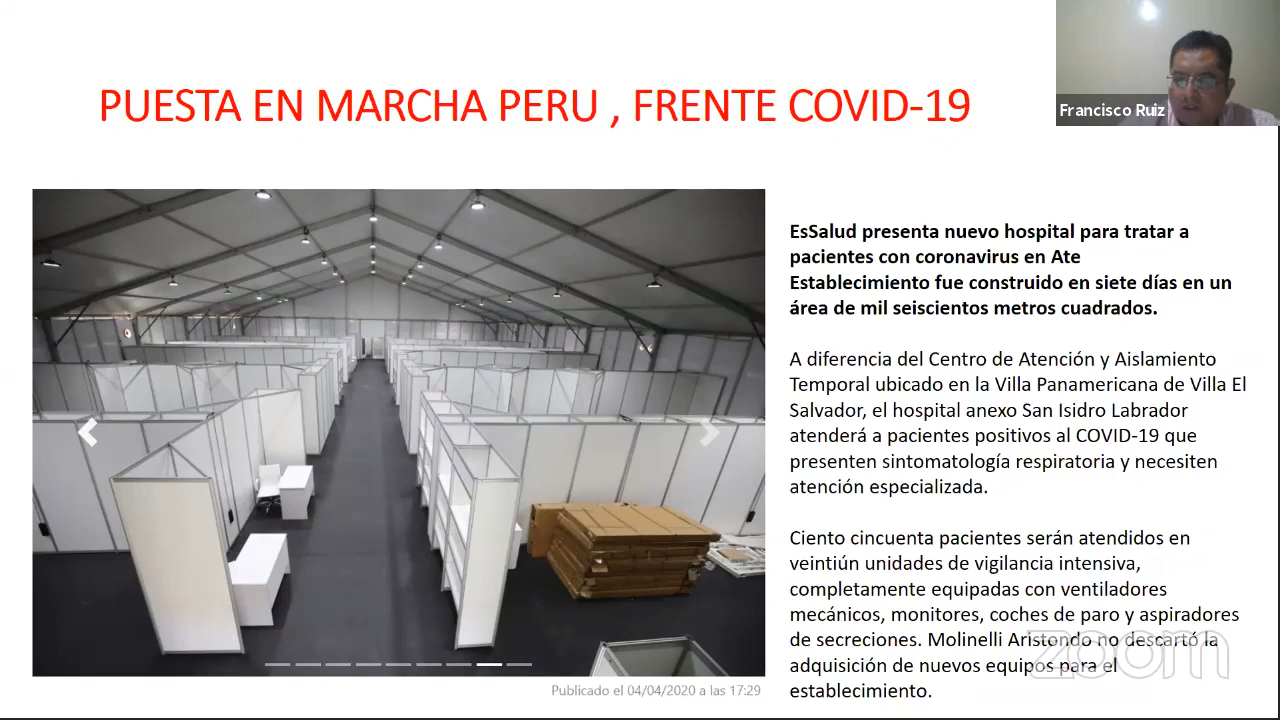 Francisco Ruiz
PUESTA EN MARCHA PERU , FRENTE COVID-19
EsSalud presenta nuevo hospital para tratar a
pacientes con coronavirus en Ate
Establecimiento fue construido en siete días en un
área de mil seiscientos metros cuadrados.
A diferencia del Centro de Atención y Aislamiento
Temporal ubicado en la Villa Panamericana de Villa El
Salvador, el hospital anexo San Isidro Labrador
atenderá a pacientes positivos al COVID-19 que
presenten sintomatología respiratoria y necesiten
atención especializada.
Ciento cincuenta pacientes serán atendidos en
veintiún unidades de vigilancia intensiva,
completamente equipadas con ventiladores
mecánicos, monitores, coches de paro y aspiradores
de secreciones. Molinelli Aristondo no descartó la
adquisición de nuevos equipos para el
establecimiento.
zoom
Publicado el 04/04/2020 a las 17:29